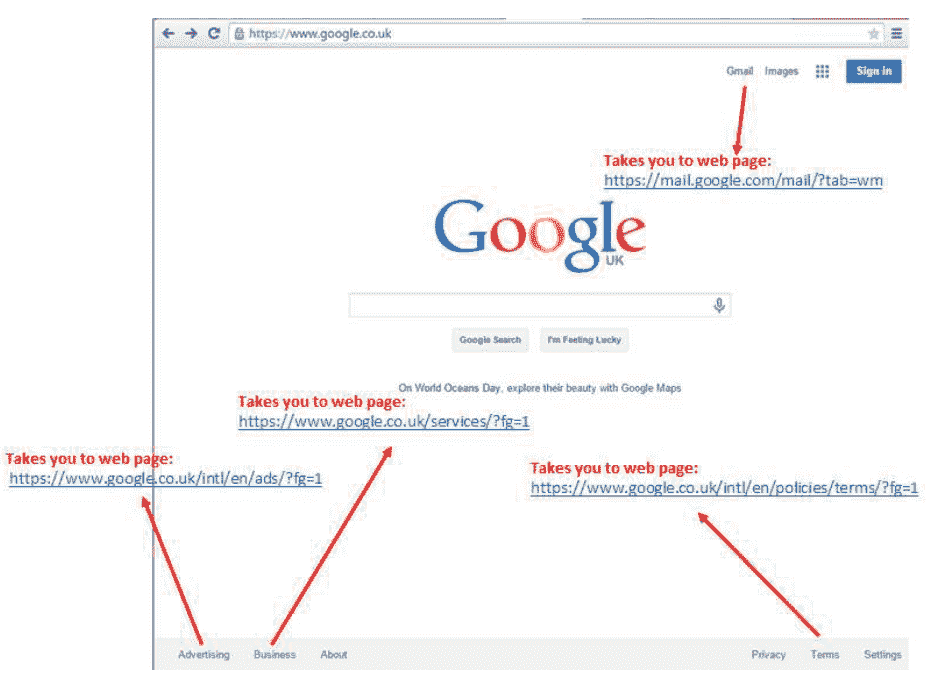 https://www.google.co.uk
Gmail Images Sign in
Takes you to web page:
https://mail.google.com/mail/?tab=wm
Google
UK
Google Search I'm Feeling Lucky
On World Oceans Day, explore their beauty with Google Maps
Takes you to web page:
https://www.google.co.uk/services/?fg=1
Takes you to web page:
https://www.google.co.uk/intl/en/ads/?fg=1
Takes you to web page:
https://www.google.co.uk/intl/en/policies/terms/?fg=1
Advertising Business About Privacy Terms Settings